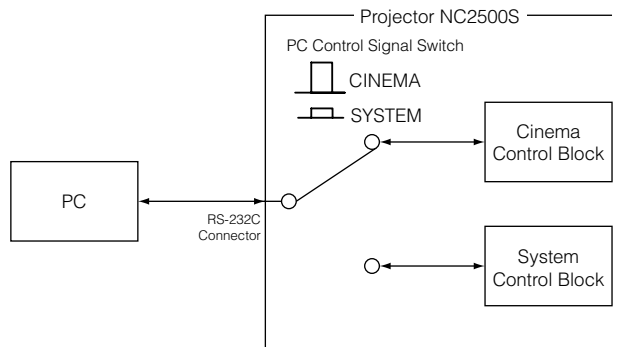 Projector NC2500S
PC Control Signal Switch
CINEMA
SYSTEM
Cinema
Control Block
PC
RS-232C
Connector
System
Control Block